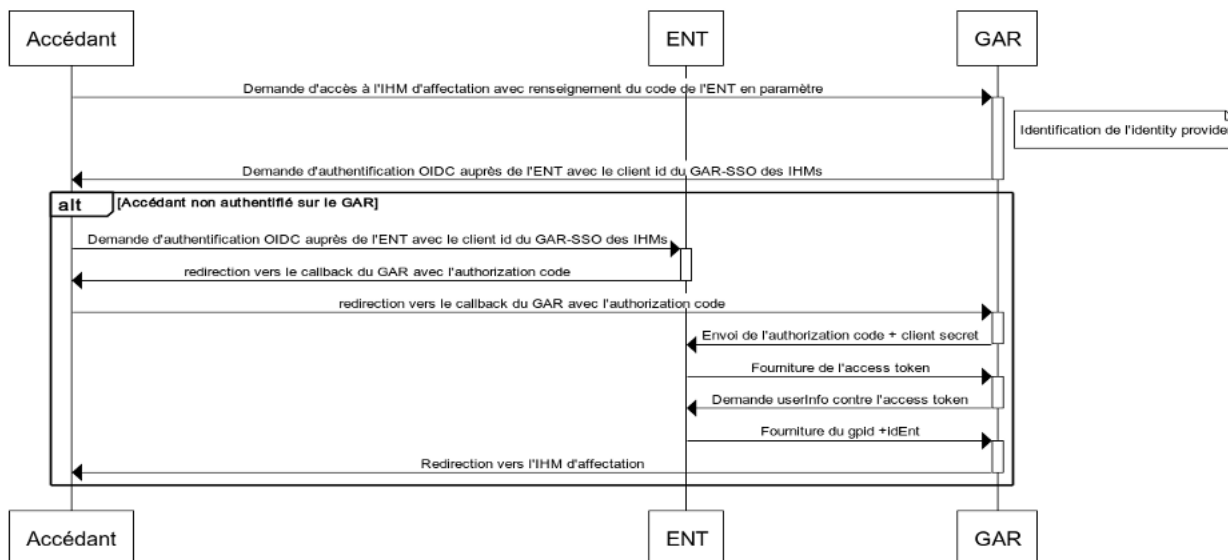 Accédant
ENT
GAR
Demande d'accès à l'IHM d'affectation avec renseignement du code de l'ENT en paramètre
Identification de l'identity provide
Demande d'authentification OIDC auprès de l'ENT avec le client id du GAR-SSO des IHMs
alt
[Accédant non authentifié sur le GAR]
Demande d'authentification OIDC auprès de l'ENT avec le client id du GAR-SSO des IHMs
redirection vers le callback du GAR avec l'authorization code
redirection vers le callback du GAR avec l'authorization code
Envoi de l'authorization code + client secret
Fourniture de l'access token
Demande userInfo contre l'access token
Fourniture du gpid +idEnt
Redirection vers l'IHM d'affectation
Accédant
ENT
GAR